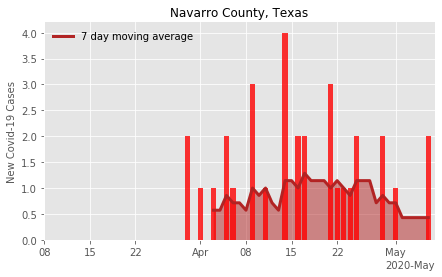 Navarro County, Texas
7 day moving average
New Covid-19 Cases
4.0
3.5
3.0
2.5
2.0
1.5
1.0
0.5
0.0
08 15 22 Apr 08 15 22 May
2020-May